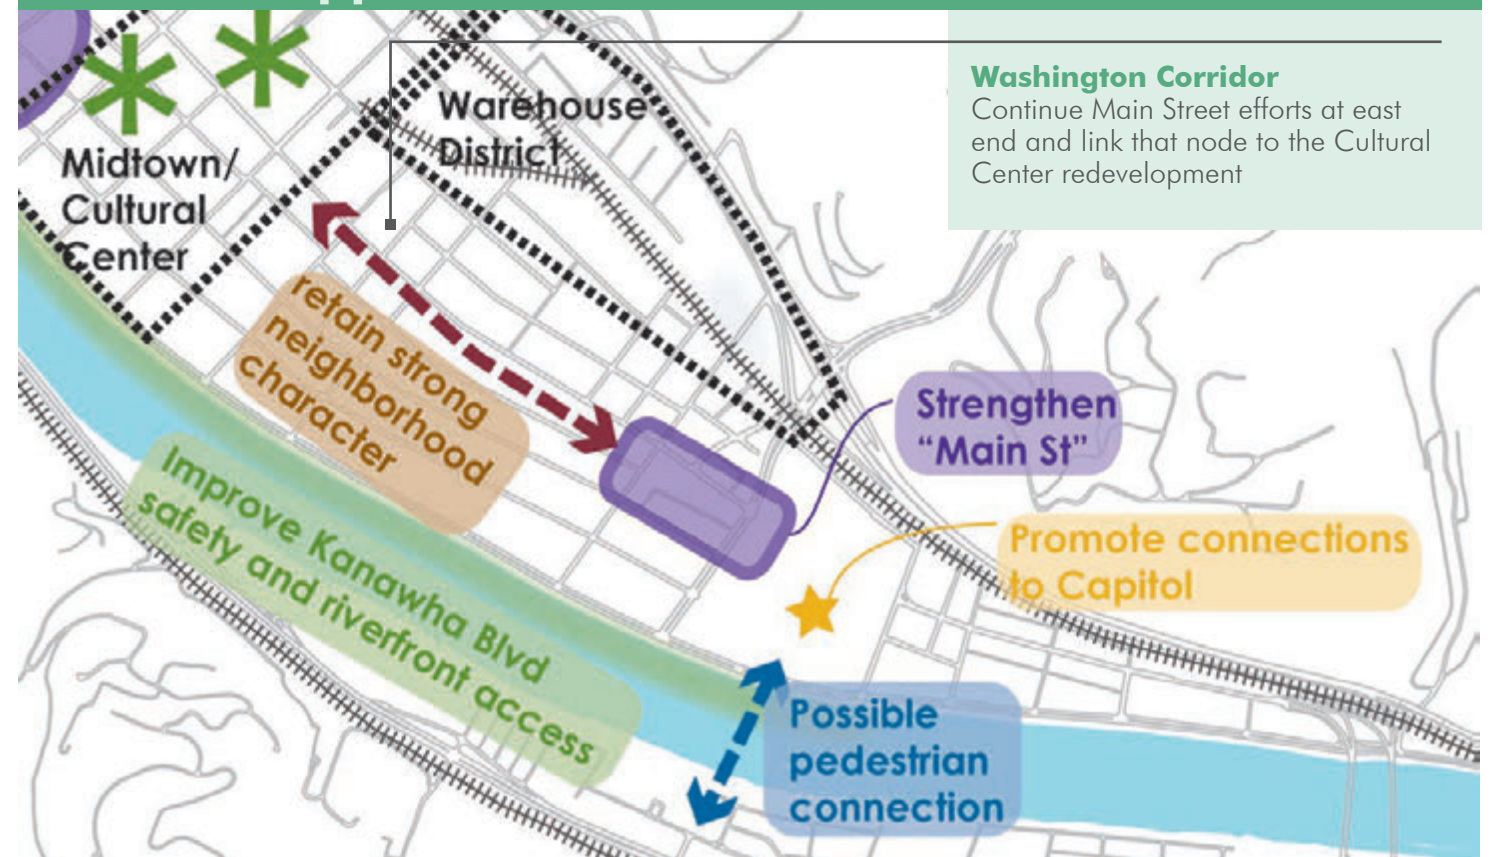 Washington Corridor
Continue Main Street efforts at east
end and link that node to the Cultural
Center redevelopment
Warehouse
District
Midtown/
Cultural
Center
retain strong
neighborhood
character
Strengthen
“Main St”
Improve Kanawha Blvd
safety and riverfront access
Promote connections
to Capitol
Possible
pedestrian
connection